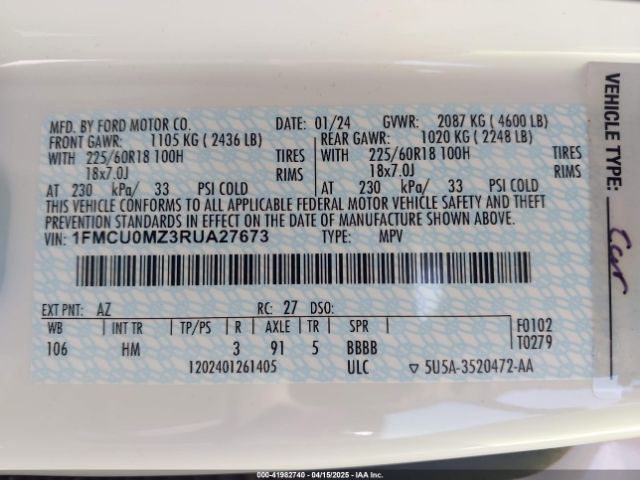 MFD. BY FORD MOTOR CO. DATE: 01/24 GVWR: 2087 KG ( 4600 LB)
FRONT GAWR: 1105 KG ( 2436 LB) REAR GAWR: 1020 KG ( 2248 LB)
WITH 225/60R18 100H TIRES WITH 225/60R18 100H TIRES
18x7.0J RIMS 18x7.0J RIMS
AT 230 kPa/ 33 PSI COLD AT 230 kPa/ 33 PSI COLD
THIS VEHICLE CONFORMS TO ALL APPLICABLE FEDERAL MOTOR VEHICLE SAFETY AND THEFT
PREVENTION STANDARDS IN EFFECT ON THE DATE OF MANUFACTURE SHOWN ABOVE.
VIN: 1FMCU0MZ3RUA27673 TYPE: MPV
EXT PNT: AZ RC: 27 DSO:
WB INT TR TP/PS R AXLE TR SPR F0102
106 HM 3 91 5 BBBB T0279
1202401261405 ULC ▽ 5U5A-3520472-AA
VEHICLE TYPE:
Car
000-41982740 - 04/15/2025 - IAA Inc.